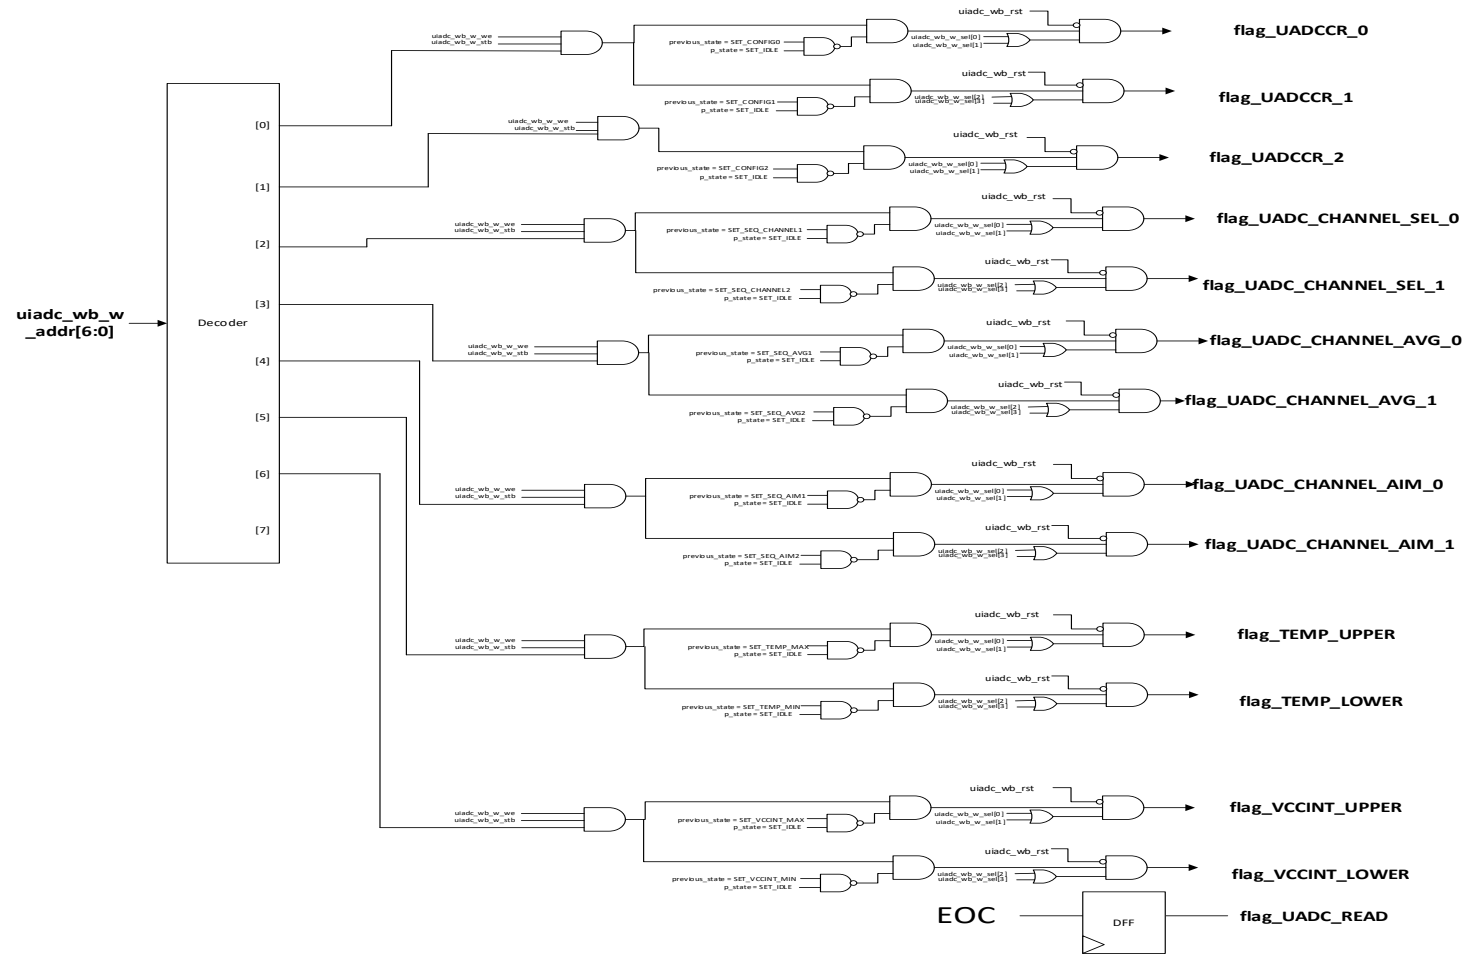 uiadc_wb_rst
flag_UADCCR_0
uiadc_wb_w_we
uiadc_wb_w_stb
previous_state = SET_CONFIG0
p_state = SET_IDLE
uiadc_wb_w_sel[0]
uiadc_wb_w_sel[1]
uiadc_wb_rst
flag_UADCCR_1
previous_state = SET_CONFIG1
p_state = SET_IDLE
uiadc_wb_w_sel[2]
uiadc_wb_w_sel[3]
[0]
uiadc_wb_w_we
uiadc_wb_w_stb
uiadc_wb_rst
flag_UADCCR_2
previous_state = SET_CONFIG2
p_state = SET_IDLE
uiadc_wb_w_sel[0]
uiadc_wb_w_sel[1]
[1]
uiadc_wb_rst
flag_UADC_CHANNEL_SEL_0
uiadc_wb_w_we
uiadc_wb_w_stb
previous_state = SET_SEQ_CHANNEL1
p_state = SET_IDLE
uiadc_wb_w_sel[0]
uiadc_wb_w_sel[1]
[2]
uiadc_wb_rst
flag_UADC_CHANNEL_SEL_1
previous_state = SET_SEQ_CHANNEL2
p_state = SET_IDLE
uiadc_wb_w_sel[2]
uiadc_wb_w_sel[3]
[3]
uiadc_wb_w
_addr[6:0]
Decoder
uiadc_wb_rst
flag_UADC_CHANNEL_AVG_0
uiadc_wb_w_we
uiadc_wb_w_stb
previous_state = SET_SEQ_AVG1
p_state = SET_IDLE
uiadc_wb_w_sel[0]
uiadc_wb_w_sel[1]
[4]
uiadc_wb_rst
flag_UADC_CHANNEL_AVG_1
previous_state = SET_SEQ_AVG2
p_state = SET_IDLE
uiadc_wb_w_sel[2]
uiadc_wb_w_sel[3]
[5]
[6]
uiadc_wb_rst
flag_UADC_CHANNEL_AIM_0
uiadc_wb_w_we
uiadc_wb_w_stb
previous_state = SET_SEQ_AIM1
p_state = SET_IDLE
uiadc_wb_w_sel[0]
uiadc_wb_w_sel[1]
[7]
uiadc_wb_rst
flag_UADC_CHANNEL_AIM_1
previous_state = SET_SEQ_AIM2
p_state = SET_IDLE
uiadc_wb_w_sel[2]
uiadc_wb_w_sel[3]
uiadc_wb_rst
flag_TEMP_UPPER
uiadc_wb_w_we
uiadc_wb_w_stb
previous_state = SET_TEMP_MAX
p_state = SET_IDLE
uiadc_wb_w_sel[0]
uiadc_wb_w_sel[1]
uiadc_wb_rst
flag_TEMP_LOWER
previous_state = SET_TEMP_MIN
p_state = SET_IDLE
uiadc_wb_w_sel[2]
uiadc_wb_w_sel[3]
uiadc_wb_rst
flag_VCCINT_UPPER
uiadc_wb_w_we
uiadc_wb_w_stb
previous_state = SET_VCCINT_MAX
p_state = SET_IDLE
uiadc_wb_w_sel[0]
uiadc_wb_w_sel[1]
uiadc_wb_rst
flag_VCCINT_LOWER
previous_state = SET_VCCINT_MIN
p_state = SET_IDLE
uiadc_wb_w_sel[2]
uiadc_wb_w_sel[3]
EOC
DFF
flag_UADC_READ